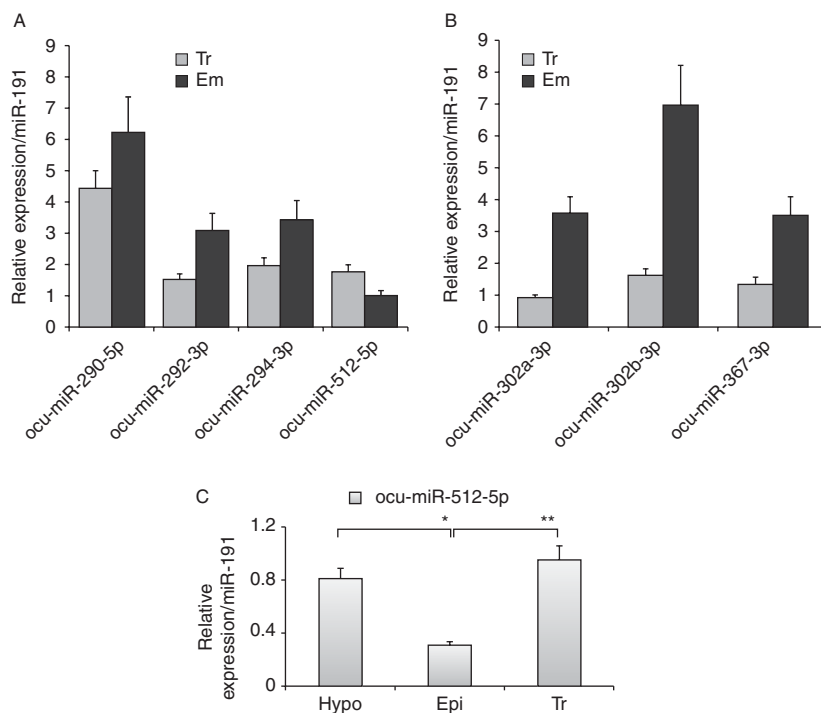 A
Relative expression/miR-191
9
8
7
6
5
4
3
2
1
0
Tr
Em
ocu-miR-290-5p
ocu-miR-292-3p
ocu-miR-294-3p
ocu-miR-512-5p
B
Relative expression/miR-191
9
8
7
6
5
4
3
2
1
0
Tr
Em
ocu-miR-302a-3p
ocu-miR-302b-3p
ocu-miR-367-3p
C
ocu-miR-512-5p
Relative
expression/miR-191
1.2
0.8
0.4
0
*
**
Hypo
Epi
Tr